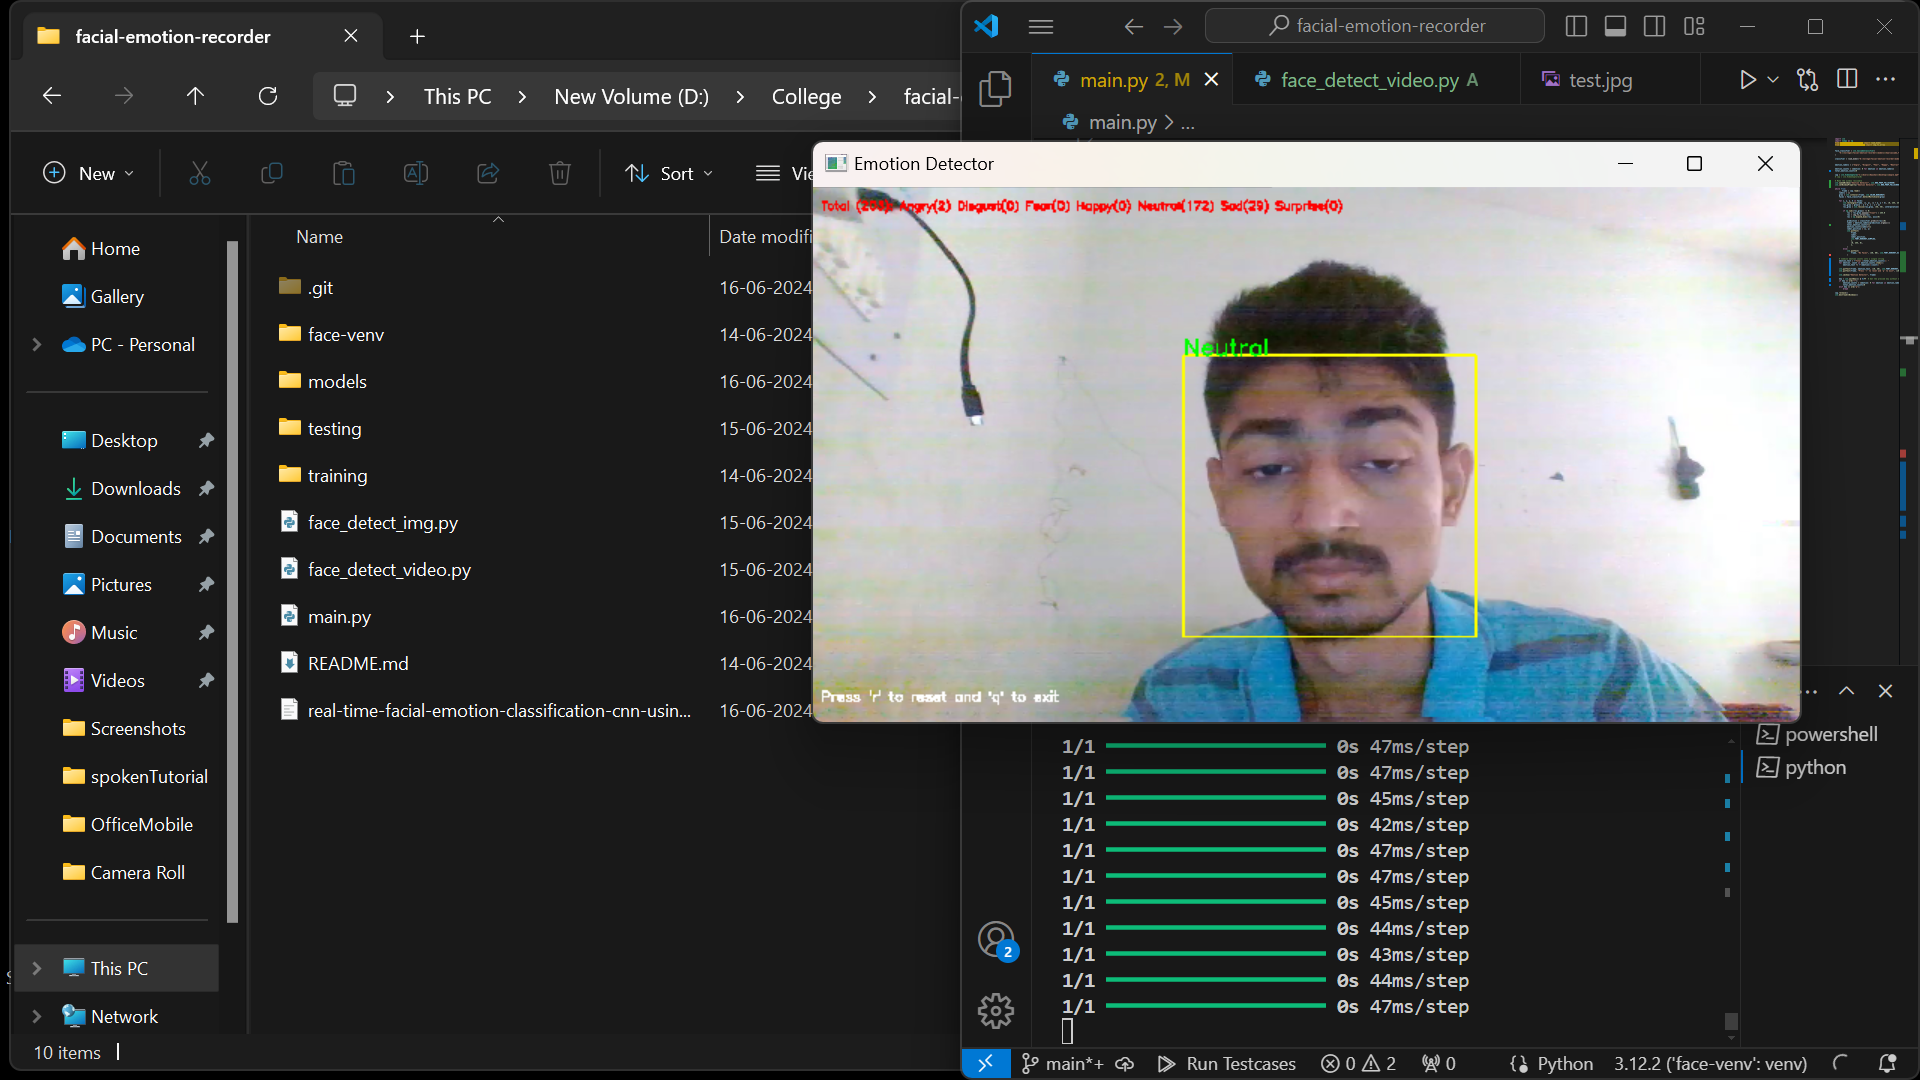 facial-emotion-recorder
This PC
New Volume (D:)
College
facial-
New
Sort
Name
Date modifi
Home
Gallery
PC - Personal
Desktop
Downloads
Documents
Pictures
Music
Videos
Screenshots
spokenTutorial
OfficeMobile
Camera Roll
This PC
Network
.git 16-06-2024
face-venv 14-06-2024
models 16-06-2024
testing 15-06-2024
training 14-06-2024
face_detect_img.py 15-06-2024
face_detect_video.py 15-06-2024
main.py 16-06-2024
README.md 14-06-2024
real-time-facial-emotion-classification-cnn-usin... 16-06-2024
10 items
facial-emotion-recorder
main.py 2, M
face_detect_video.py A
test.jpg
main.py > ...
Emotion Detector
Angry(2) Disgust(0) Fear(0) Happy(0) Neutral(172) Sad(29) Surprise(0)
Neutral
Press 'r' to reset and 'q' to exit
powershell
python
1/1 0s 47ms/step
1/1 0s 47ms/step
1/1 0s 45ms/step
1/1 0s 42ms/step
1/1 0s 47ms/step
1/1 0s 47ms/step
1/1 0s 45ms/step
1/1 0s 44ms/step
1/1 0s 43ms/step
1/1 0s 44ms/step
1/1 0s 47ms/step
2
main*+
Run Testcases
0 2
0
Python
3.12.2 ('face-venv': venv)